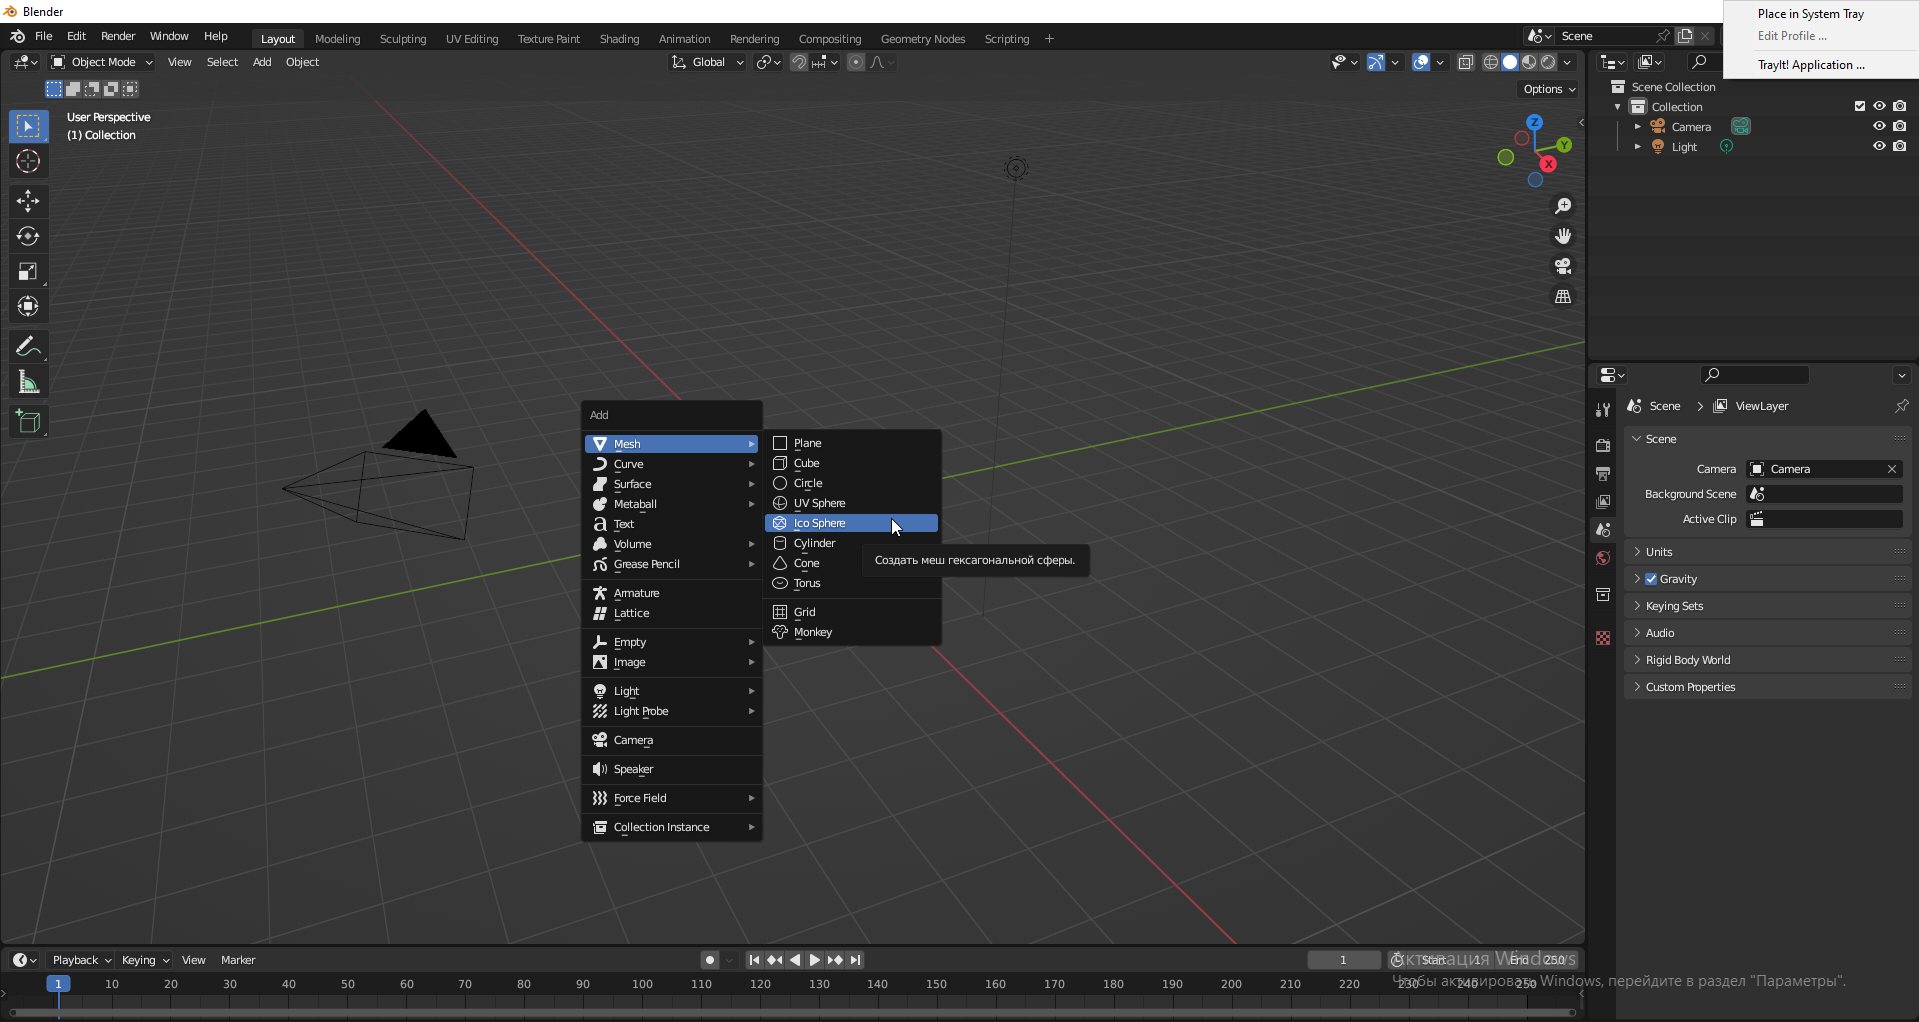 Blender
Place in System Tray
Edit Profile ...
TrayIt! Application ...
File Edit Render Window Help
Layout Modeling Sculpting UV Editing Texture Paint Shading Animation Rendering Compositing Geometry Nodes Scripting +
Scene
Object Mode View Select Add Object
Global
Options
User Perspective
(1) Collection
Z
Y
X
Scene Collection
Collection
Camera
Light
Add
Mesh
Curve
Surface
Metaball
Text
Volume
Grease Pencil
Armature
Lattice
Empty
Image
Light
Light Probe
Camera
Speaker
Force Field
Collection Instance
Plane
Cube
Circle
UV Sphere
Ico Sphere
Cylinder
Cone
Torus
Grid
Monkey
Создать меш гексагональной сферы.
Scene > ViewLayer
Scene
Camera Camera
Background Scene
Active Clip
Units
Gravity
Keying Sets
Audio
Rigid Body World
Custom Properties
Playback Keying View Marker
1
Start 1 End 250
1 10 20 30 40 50 60 70 80 90 100 110 120 130 140 150 160 170 180 190 200 210 220 230 240 250
Активация Windows
Чтобы активировать Windows, перейдите в раздел "Параметры".